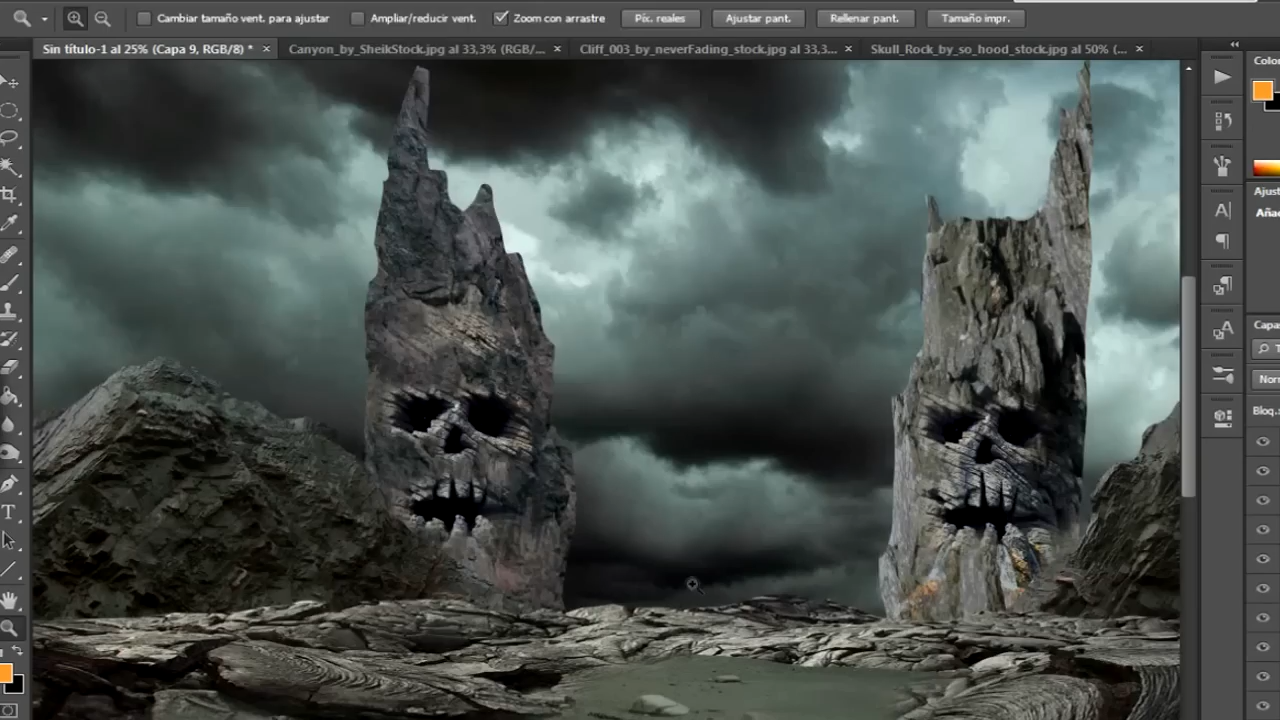 Cambiar tamaño vent. para ajustar
Ampliar/reducir vent.
Zoom con arrastre
Píx. reales
Ajustar pant.
Rellenar pant.
Tamaño impr.
Sin título-1 al 25% (Capa 9, RGB/8) *
Canyon_by_SheikStock.jpg al 33,3% (RGB/...
Cliff_003_by_neverFading_stock.jpg al 33,3...
Skull_Rock_by_so_hood_stock.jpg al 50% (...
Color
Ajust
Añad
Capa
Norm
Bloq.: